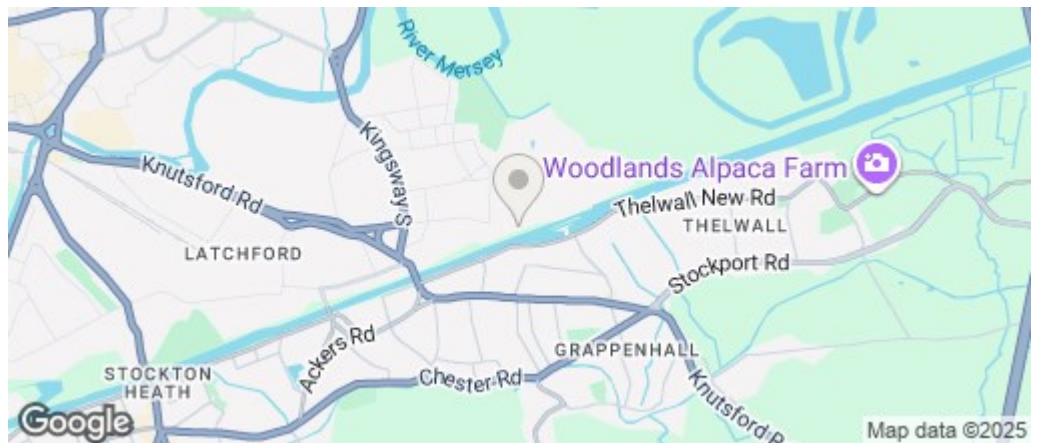 River Mersey
Kingsway S
Knutsford Rd
Woodlands Alpaca Farm
Thelwall New Rd
THELWALL
LATCHFORD
Stockport Rd
Ackers Rd
GRAPPENHALL
STOCKTON
HEATH
Chester Rd
Knutsford R
Google
Map data ©2025